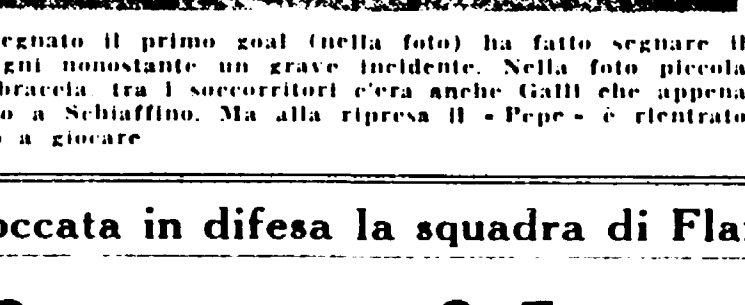 egnato il primo goal (nella foto) ha fatto segnare il
gni nonostante un grave incidente. Nella foto piccola
braccia tra i soccorritori c'era anche Galli che appena
o a Schiaffino. Ma alla ripresa il « Pepe » è rientrato
a giocare
occata in difesa la squadra di Fla